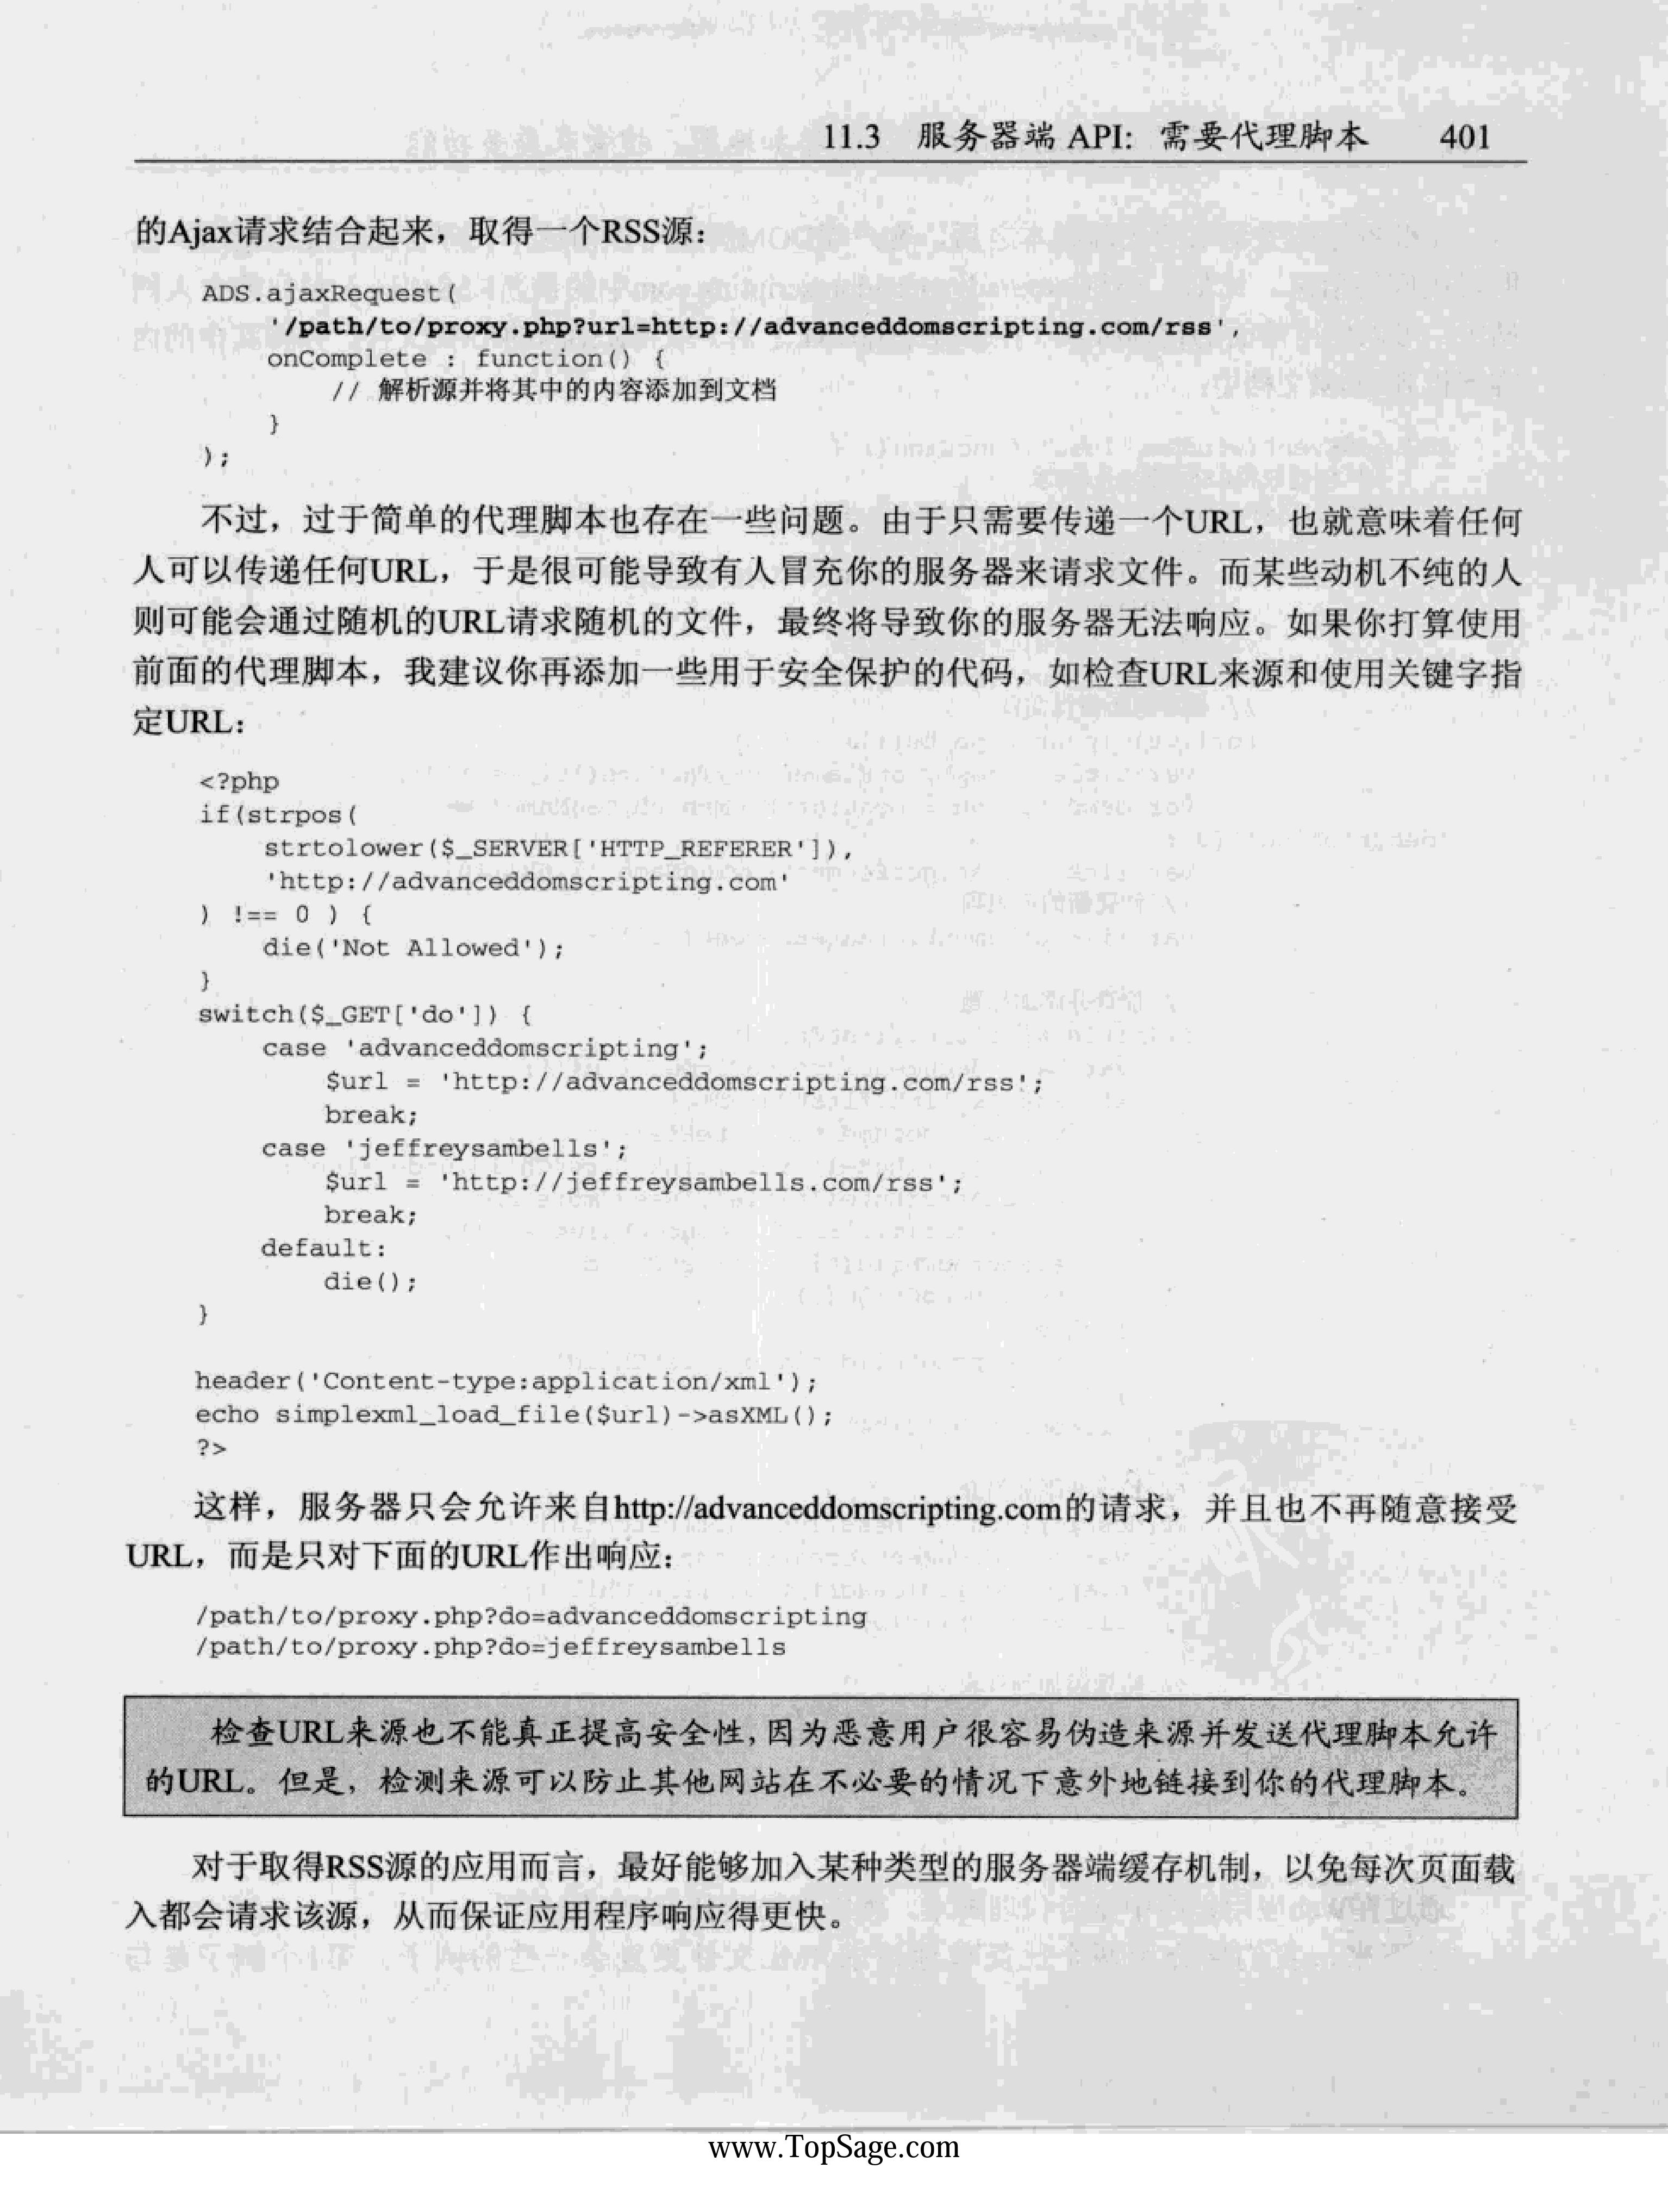 11.3 服务器端 API: 需要代理脚本 401
的Ajax请求结合起来，取得一个RSS源：
ADS.ajaxRequest(
    '/path/to/proxy.php?url=http://advanceddomscripting.com/rss',
    onComplete : function() {
        // 解析源并将其中的内容添加到文档
    }
);
不过，过于简单的代理脚本也存在一些问题。由于只需要传递一个URL，也就意味着任何
人可以传递任何URL，于是很可能导致有人冒充你的服务器来请求文件。而某些动机不纯的人
则可能会通过随机的URL请求随机的文件，最终将导致你的服务器无法响应。如果你打算使用
前面的代理脚本，我建议你再添加一些用于安全保护的代码，如检查URL来源和使用关键字指
定URL：
<?php
if(strpos(
    strtolower($_SERVER['HTTP_REFERER']),
    'http://advanceddomscripting.com'
) !== 0 ) {
    die('Not Allowed');
}
switch($_GET['do']) {
    case 'advanceddomscripting';
        $url = 'http://advanceddomscripting.com/rss';
        break;
    case 'jeffreysambells';
        $url = 'http://jeffreysambells.com/rss';
        break;
    default:
        die();
}
header('Content-type:application/xml');
echo simplexml_load_file($url)->asXML();
?>
这样，服务器只会允许来自http://advanceddomscripting.com的请求，并且也不再随意接受
URL，而是只对下面的URL作出响应：
/path/to/proxy.php?do=advanceddomscripting
/path/to/proxy.php?do=jeffreysambells
检查URL来源也不能真正提高安全性，因为恶意用户很容易伪造来源并发送代理脚本允许
的URL。但是，检测来源可以防止其他网站在不必要的情况下意外地链接到你的代理脚本。
对于取得RSS源的应用而言，最好能够加入某种类型的服务器端缓存机制，以免每次页面载
入都会请求该源，从而保证应用程序响应得更快。
www.TopSage.com